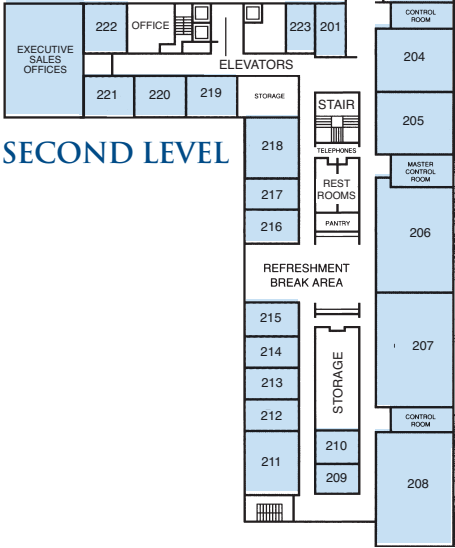 CONTROL
ROOM
222
OFFICE
223
201
EXECUTIVE
SALES
OFFICES
204
ELEVATORS
221
220
219
STORAGE
STAIR
205
SECOND LEVEL
218
TELEPHONES
MASTER
CONTROL
ROOM
217
REST
ROOMS
216
PANTRY
206
REFRESHMENT
BREAK AREA
215
214
207
213
STORAGE
212
CONTROL
ROOM
210
211
209
208